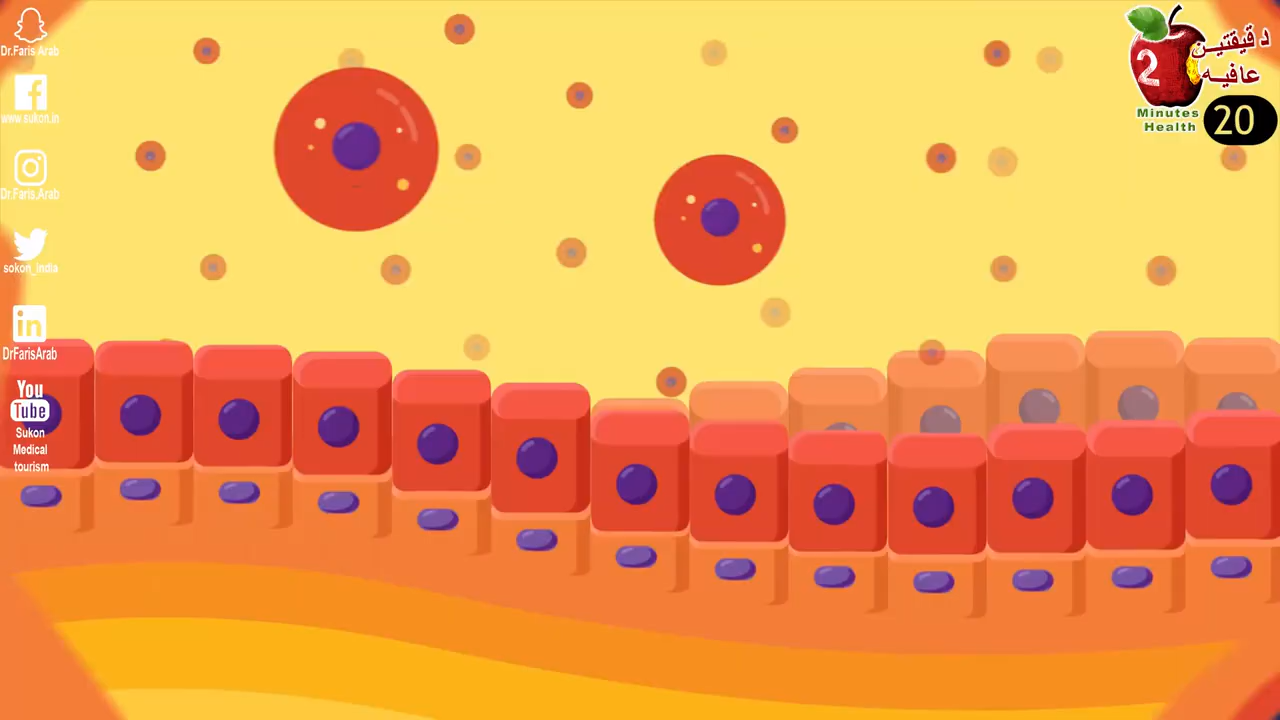 Dr.Faris Arab
www.sukon.in
Dr.Faris,Arab
sokon_india
in
DrFarisArab
You
Tube
Sukon
Medical
tourism
دقيقتين
عافيه
2
Minutes
Health
20